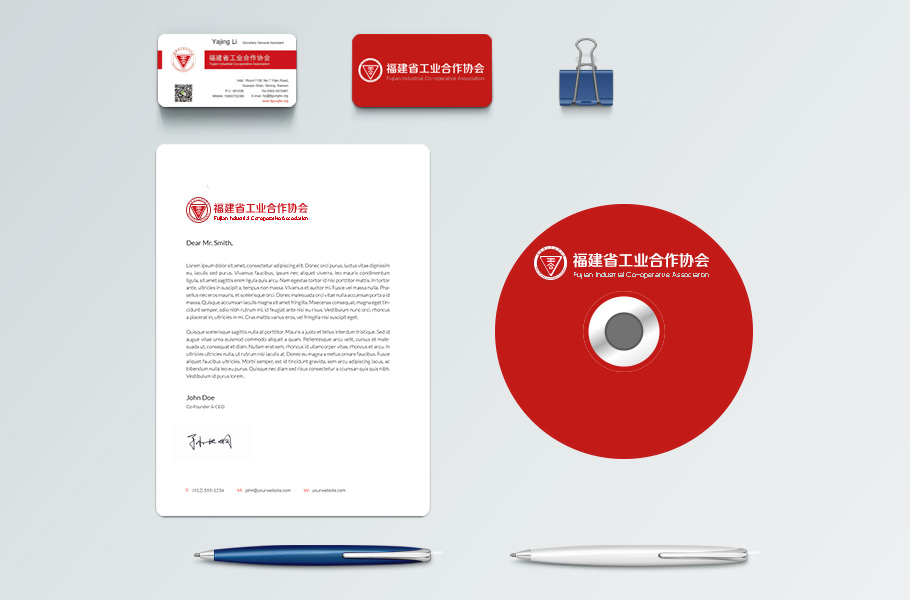 Yajing Li Secretary General Assistant
福建省工业合作协会
Fujian Industrial Co-operative Association
福建省工业合作协会
Fujian Industrial Co-operative Association
福建省工业合作协会
Fujian Industrial Co-operative Association
Dear Mr. Smith,
Lorem ipsum dolor sit amet, consectetur adipiscing elit. Donec orci purus, luctus vitae dignissim
eu, iaculis sed purus. Vivamus faucibus, ipsum nec aliquet viverra, leo mauris condimentum
ligula, sit amet sagittis enim ligula quis arcu. Nam egestas tortor id nisi porttitor mattis. In tortor
ante, ultricies in suscipit a, tempus non massa. Vivamus et auctor mi. Fusce vel massa nulla. Pha-
sellus nec eros mauris, et scelerisque orci. Donec malesuada orci vitae nulla accumsan porta a id
massa. Quisque accumsan iaculis magna sit amet fringilla. Maecenas consequat, magna eget tin-
cidunt semper, odio nibh rutrum mi, id feugiat ante nisi eu risus. Vestibulum nunc orci, rhoncus
a placerat in, ultricies in mi. Cras mattis varius eros, vel fringilla nisi suscipit eget.
Quisque scelerisque sagittis nulla at porttitor. Mauris a justo et tellus interdum tristique. Sed id
augue vitae urna euismod commodo aliquet a quam. Pellentesque arcu velit, cursus et male-
suada ut, consequat et diam. Nullam erat sem, rhoncus id ullamcorper vitae, rhoncus et arcu. In
ultricies ultricies nulla, ut rutrum nisi iaculis at. Donec eu magna a metus ornare faucibus. Fusce
aliquet faucibus ultricies. Morbi semper, est id tincidunt gravida, sem arcu adipiscing lacus, ac
bibendum nulla leo eu purus. Quisque nec diam sed risus consectetur a ccumsan quis quis nibh.
Vestibulum id purus lorem.
John Doe
Co-Founder & CEO
T: (912) 555-1234 M: john@yourwebsite.com W: yourwebsite.com
福建省工业合作协会
Fujian Industrial Co-operative Association